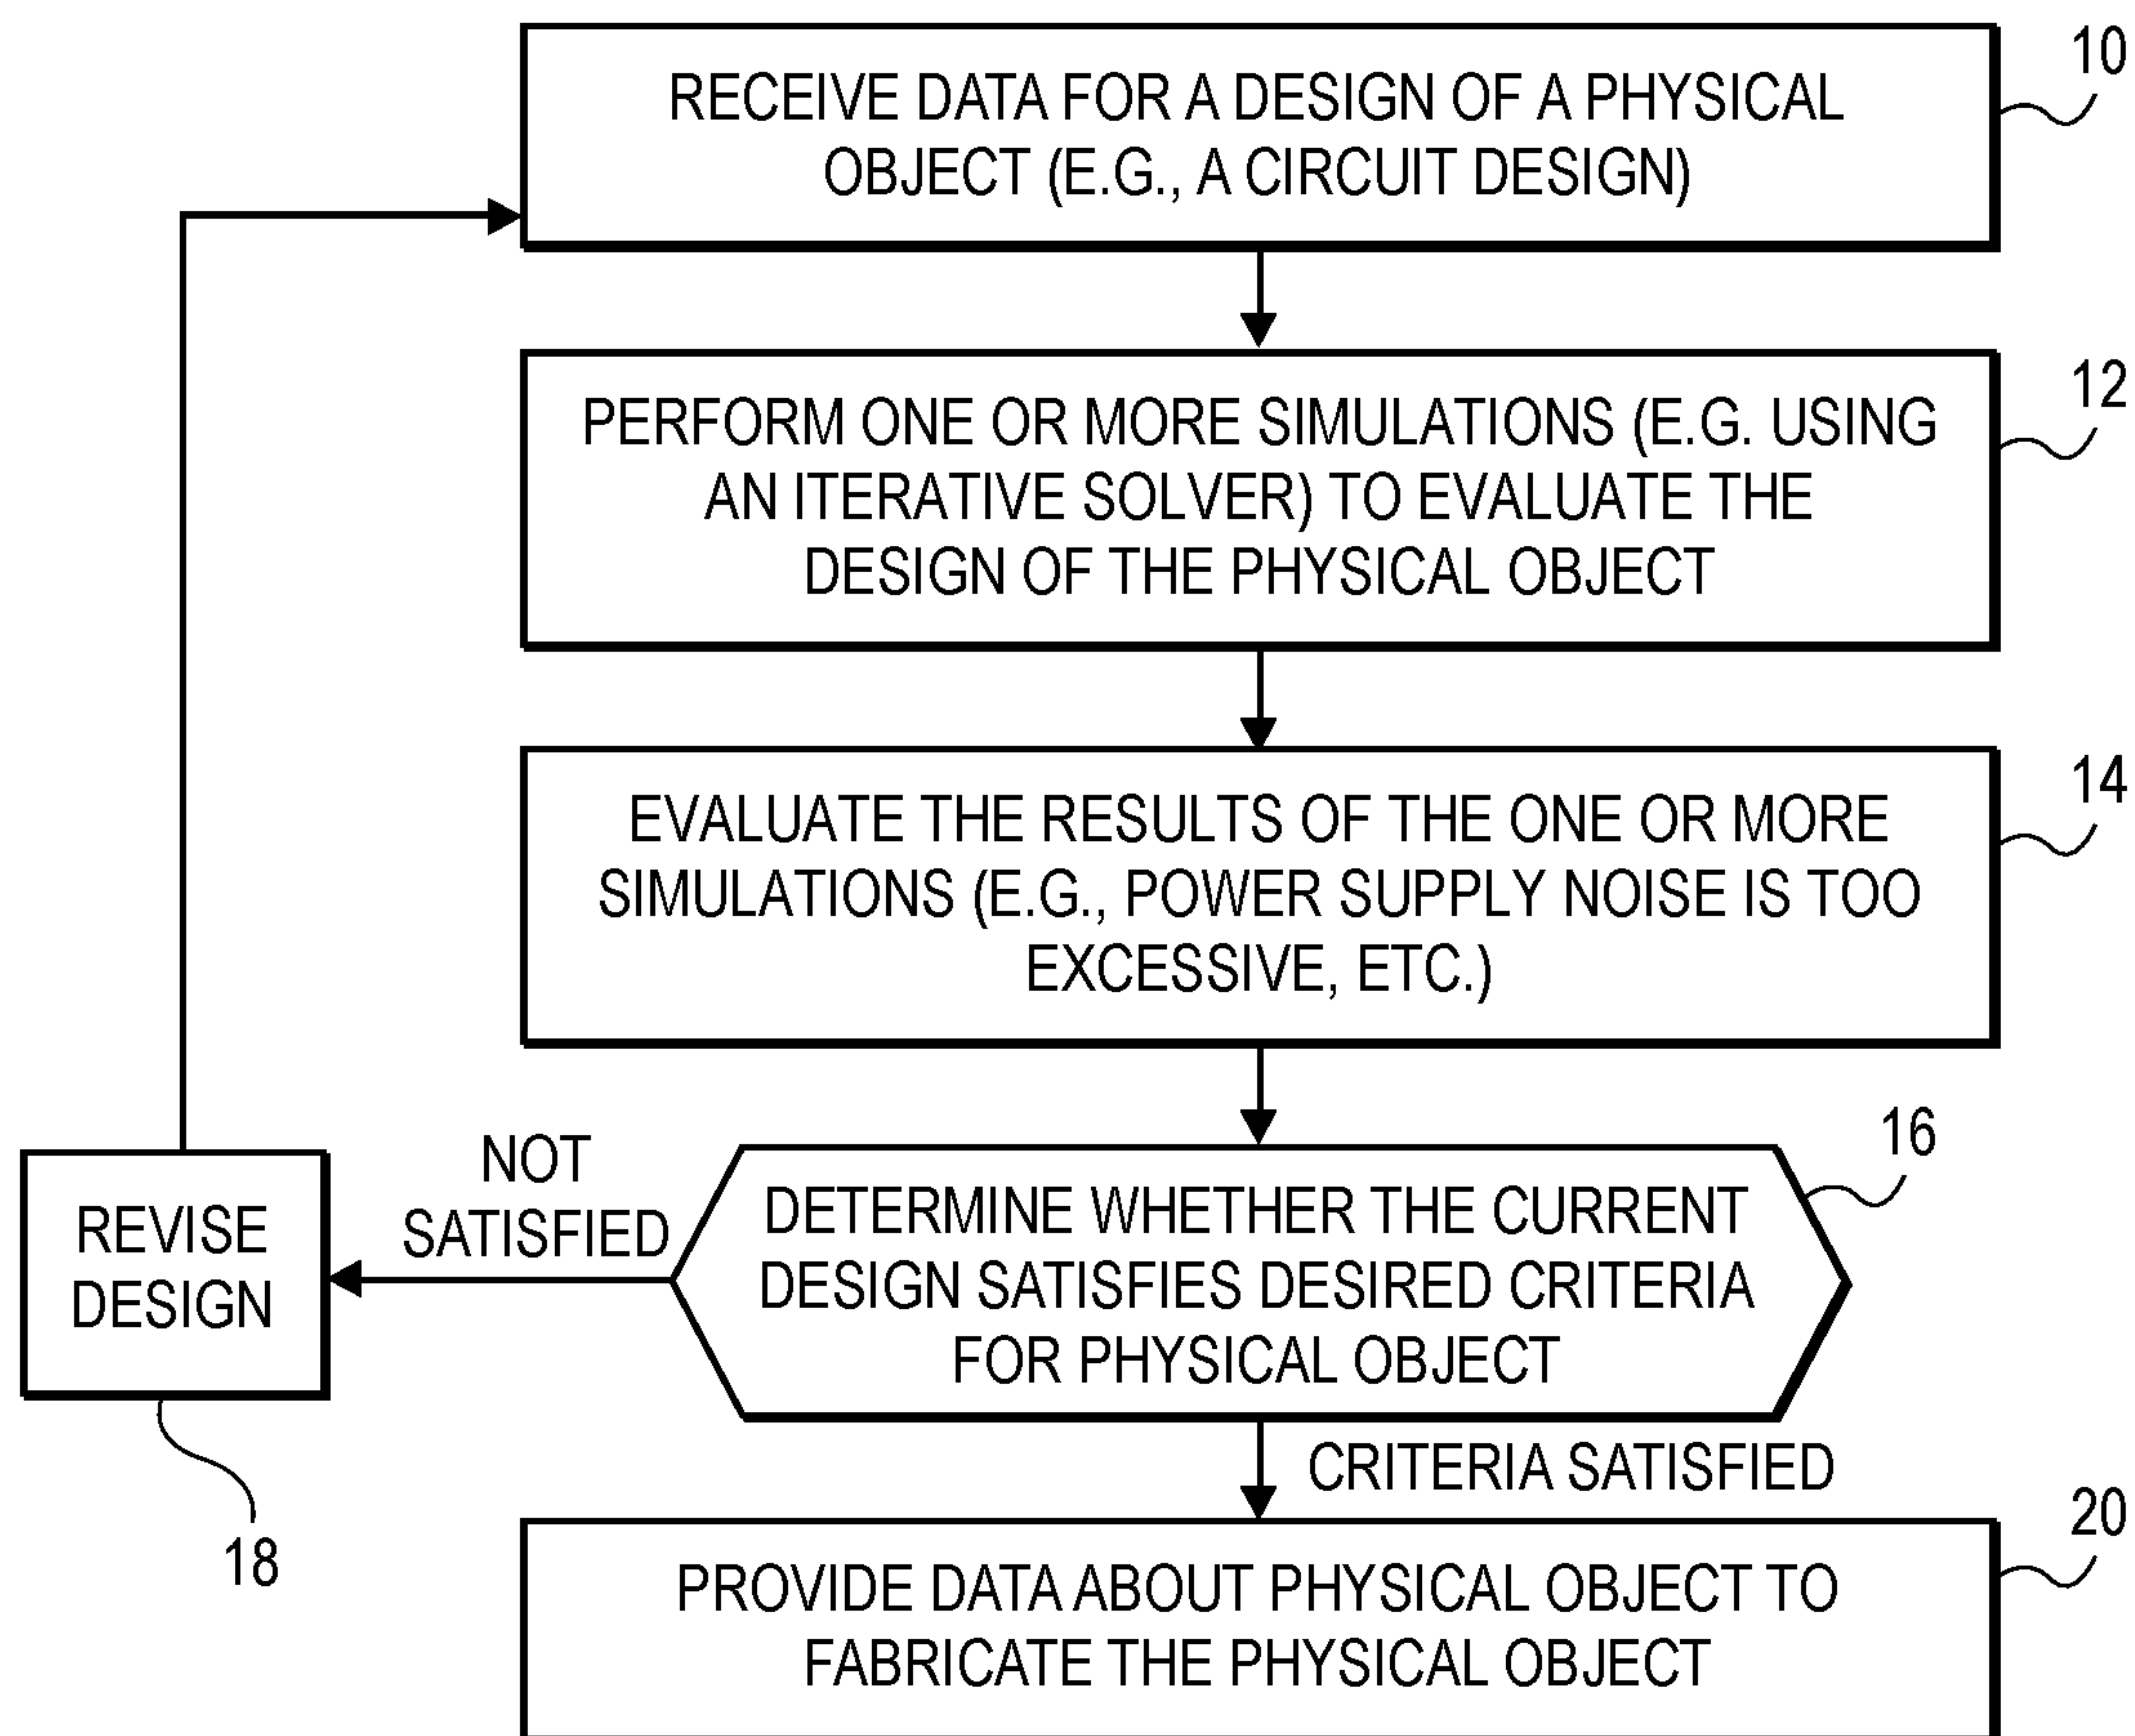 10
RECEIVE DATA FOR A DESIGN OF A PHYSICAL
OBJECT (E.G., A CIRCUIT DESIGN)
12
PERFORM ONE OR MORE SIMULATIONS (E.G. USING
AN ITERATIVE SOLVER) TO EVALUATE THE
DESIGN OF THE PHYSICAL OBJECT
14
EVALUATE THE RESULTS OF THE ONE OR MORE
SIMULATIONS (E.G., POWER SUPPLY NOISE IS TOO
EXCESSIVE, ETC.)
16
DETERMINE WHETHER THE CURRENT
DESIGN SATISFIES DESIRED CRITERIA
FOR PHYSICAL OBJECT
NOT
SATISFIED
REVISE
DESIGN
18
CRITERIA SATISFIED
20
PROVIDE DATA ABOUT PHYSICAL OBJECT TO
FABRICATE THE PHYSICAL OBJECT